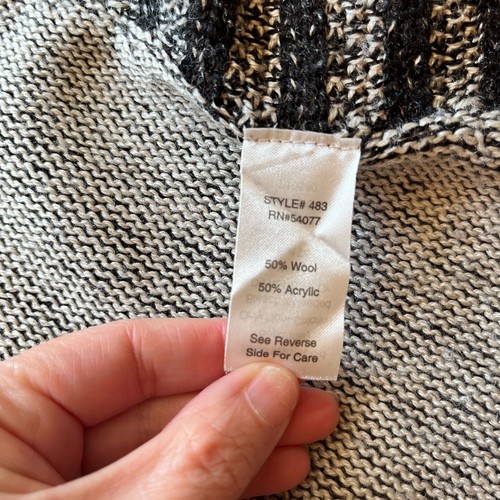 STYLE# 483
RN#54077
50% Wool
50% Acrylic
See Reverse
Side For Care